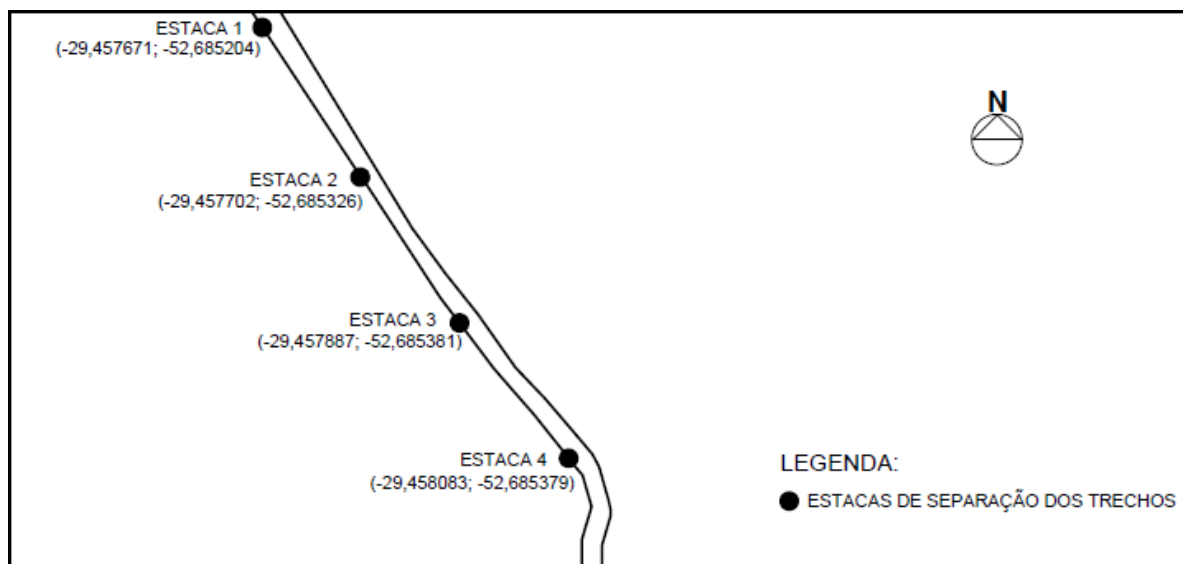 ESTACA 1
(-29,457671; -52,685204)
N
ESTACA 2
(-29,457702; -52,685326)
ESTACA 3
(-29,457887; -52,685381)
ESTACA 4
(-29,458083; -52,685379)
LEGENDA:
ESTACAS DE SEPARAÇÃO DOS TRECHOS